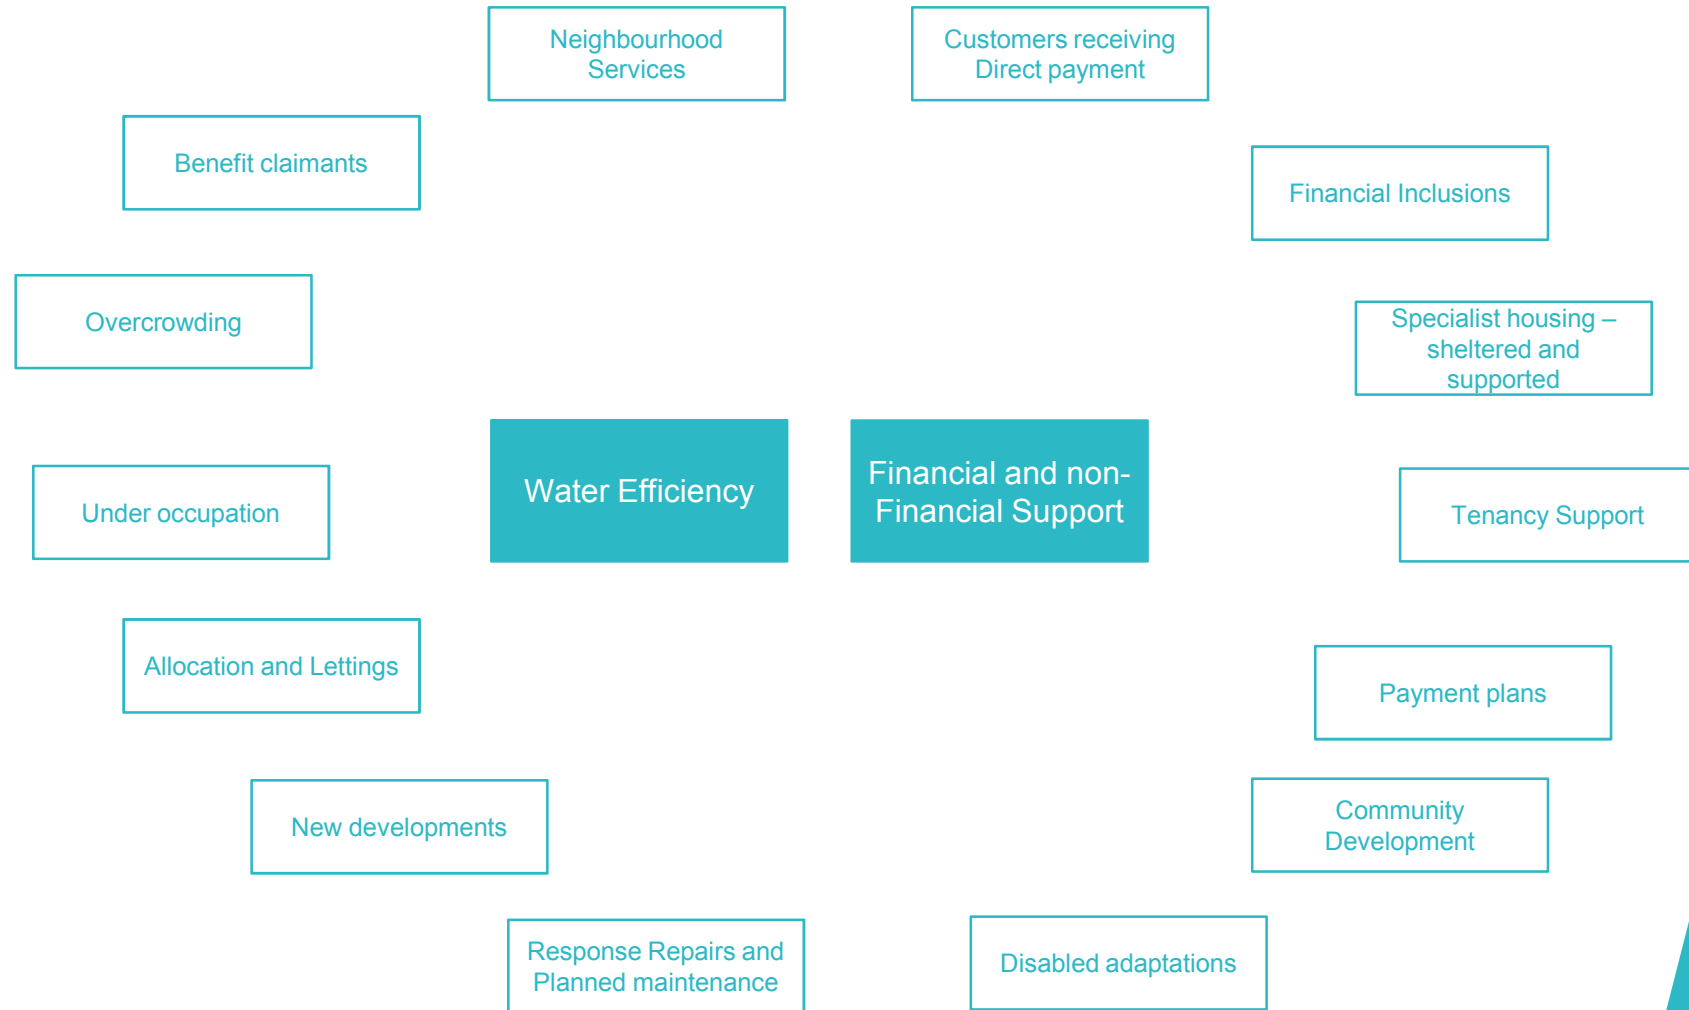 Neighbourhood
Services
Customers receiving
Direct payment
Benefit claimants
Financial Inclusions
Overcrowding
Specialist housing –
sheltered and
supported
Water Efficiency
Financial and non-
Financial Support
Under occupation
Tenancy Support
Allocation and Lettings
Payment plans
New developments
Community
Development
Response Repairs and
Planned maintenance
Disabled adaptations